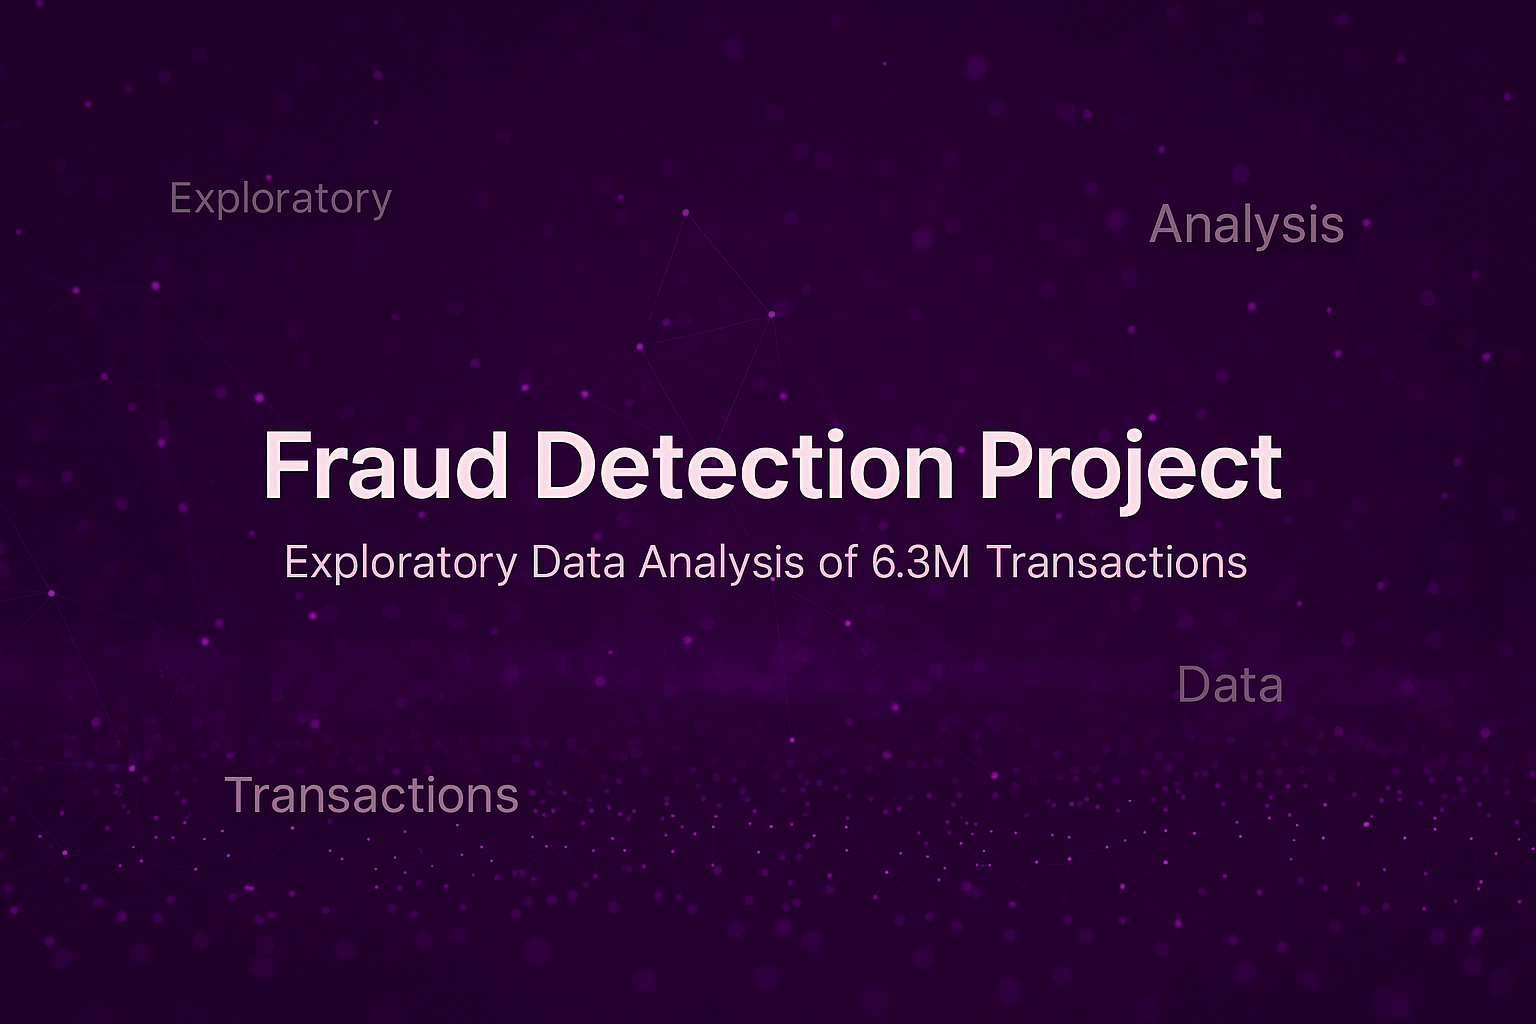 Exploratory
Analysis
Fraud Detection Project
Exploratory Data Analysis of 6.3M Transactions
Data
Transactions